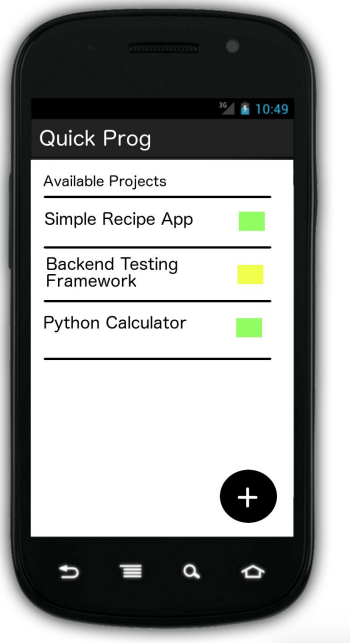 3G 10:49
Quick Prog
Available Projects
Simple Recipe App
Backend Testing
Framework
Python Calculator